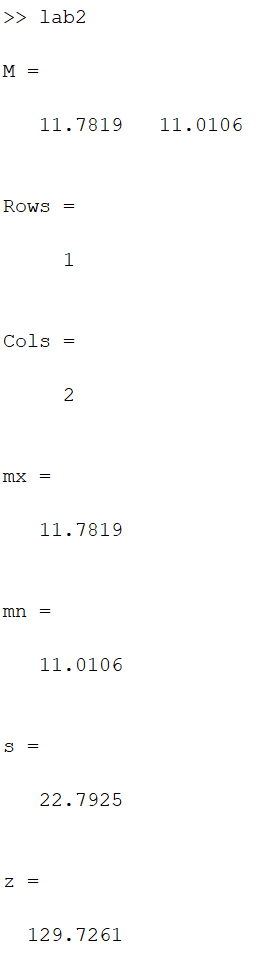 >> lab2
M =
11.7819   11.0106
Rows =
1
Cols =
2
mx =
11.7819
mn =
11.0106
s =
22.7925
z =
129.7261